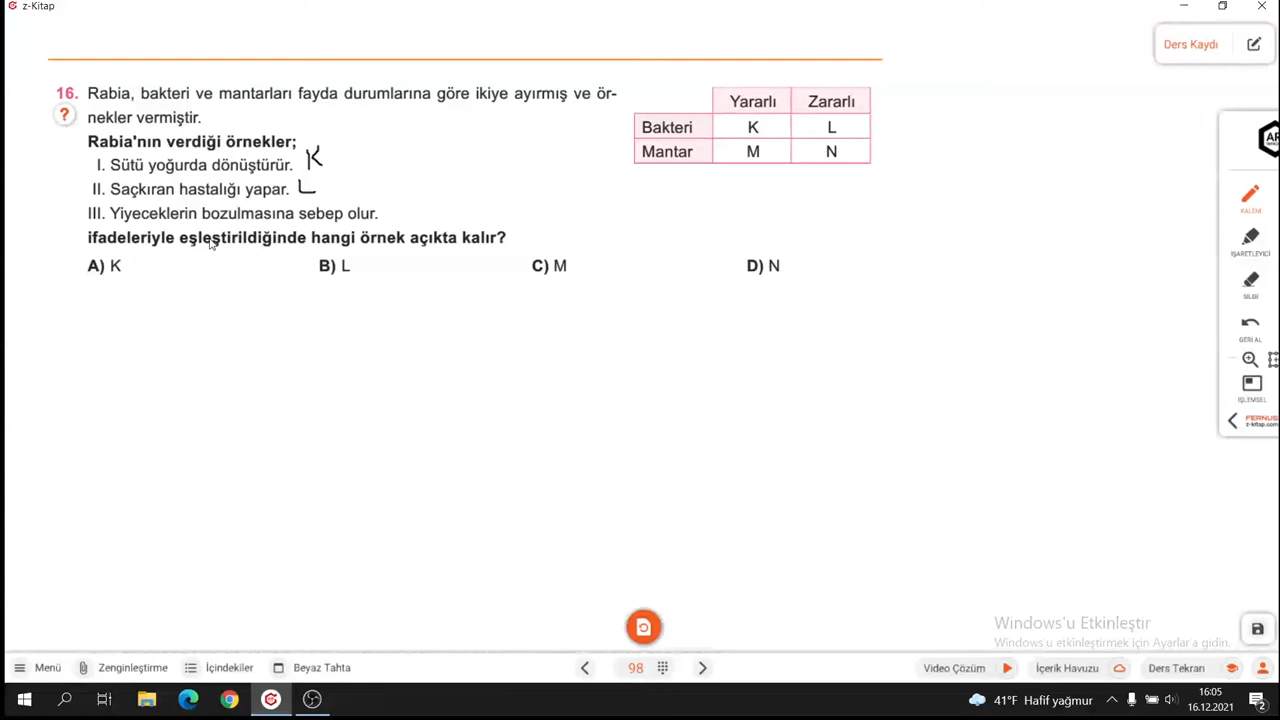 z-Kitap
Ders Kaydı
16. Rabia, bakteri ve mantarları fayda durumlarına göre ikiye ayırmış ve ör-
nekler vermiştir.
Rabia'nın verdiği örnekler;
I. Sütü yoğurda dönüştürür. K
II. Saçkıran hastalığı yapar. L
III. Yiyeceklerin bozulmasına sebep olur.
ifadeleriyle eşleştirildiğinde hangi örnek açıkta kalır?
A) K B) L C) M D) N
Yararlı Zararlı
Bakteri K L
Mantar M N
KALEM
İŞARETLEYİCİ
SİLGİ
GERİ AL
İŞLEMSEL
FERNUS
z-kitap.com
Windows'u Etkinleştir
Windows'u etkinleştirmek için Ayarlar'a gidin.
Menü Zenginleştirme İçindekiler Beyaz Tahta 98 Video Çözüm İçerik Havuzu Ders Tekrarı
41°F Hafif yağmur 16:05
16.12.2021
2